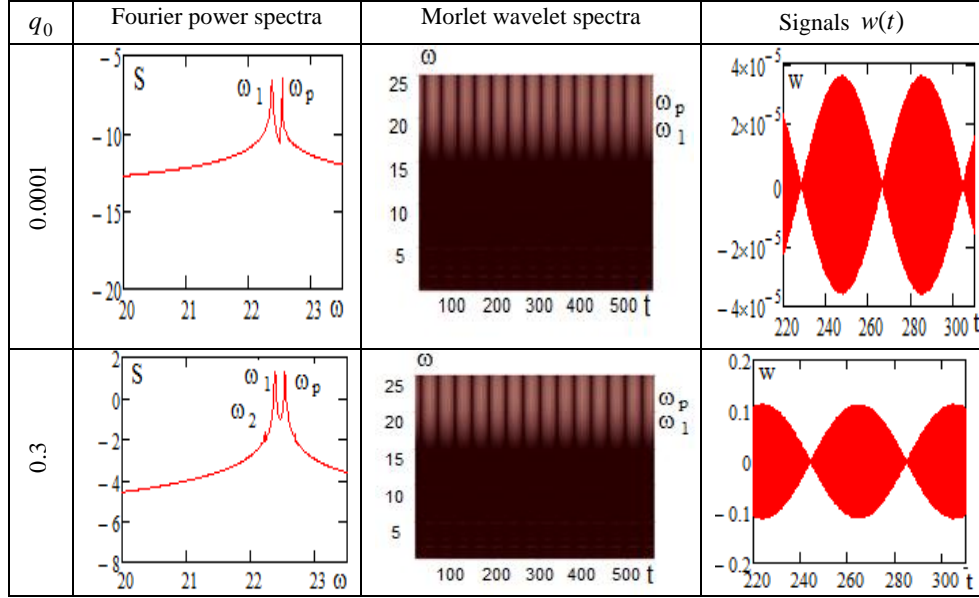 q₀ Fourier power spectra Morlet wavelet spectra Signals w(t)
0.0001
−5
−10
−15
−20
S
ω₁ ωₚ
20 21 22 23 ω
ω
25
20
15
10
5
ωₚ
ω₁
100 200 300 400 500 t
4×10⁻⁵
2×10⁻⁵
0
−2×10⁻⁵
−4×10⁻⁵
w
220 240 260 280 300 t
0.3
2
0
−2
−4
−6
−8
S
ω₁ ωₚ
ω₂
20 21 22 23 ω
ω
25
20
15
10
5
ωₚ
ω₁
100 200 300 400 500 t
0.2
0.1
0
−0.1
−0.2
w
220 240 260 280 300 t